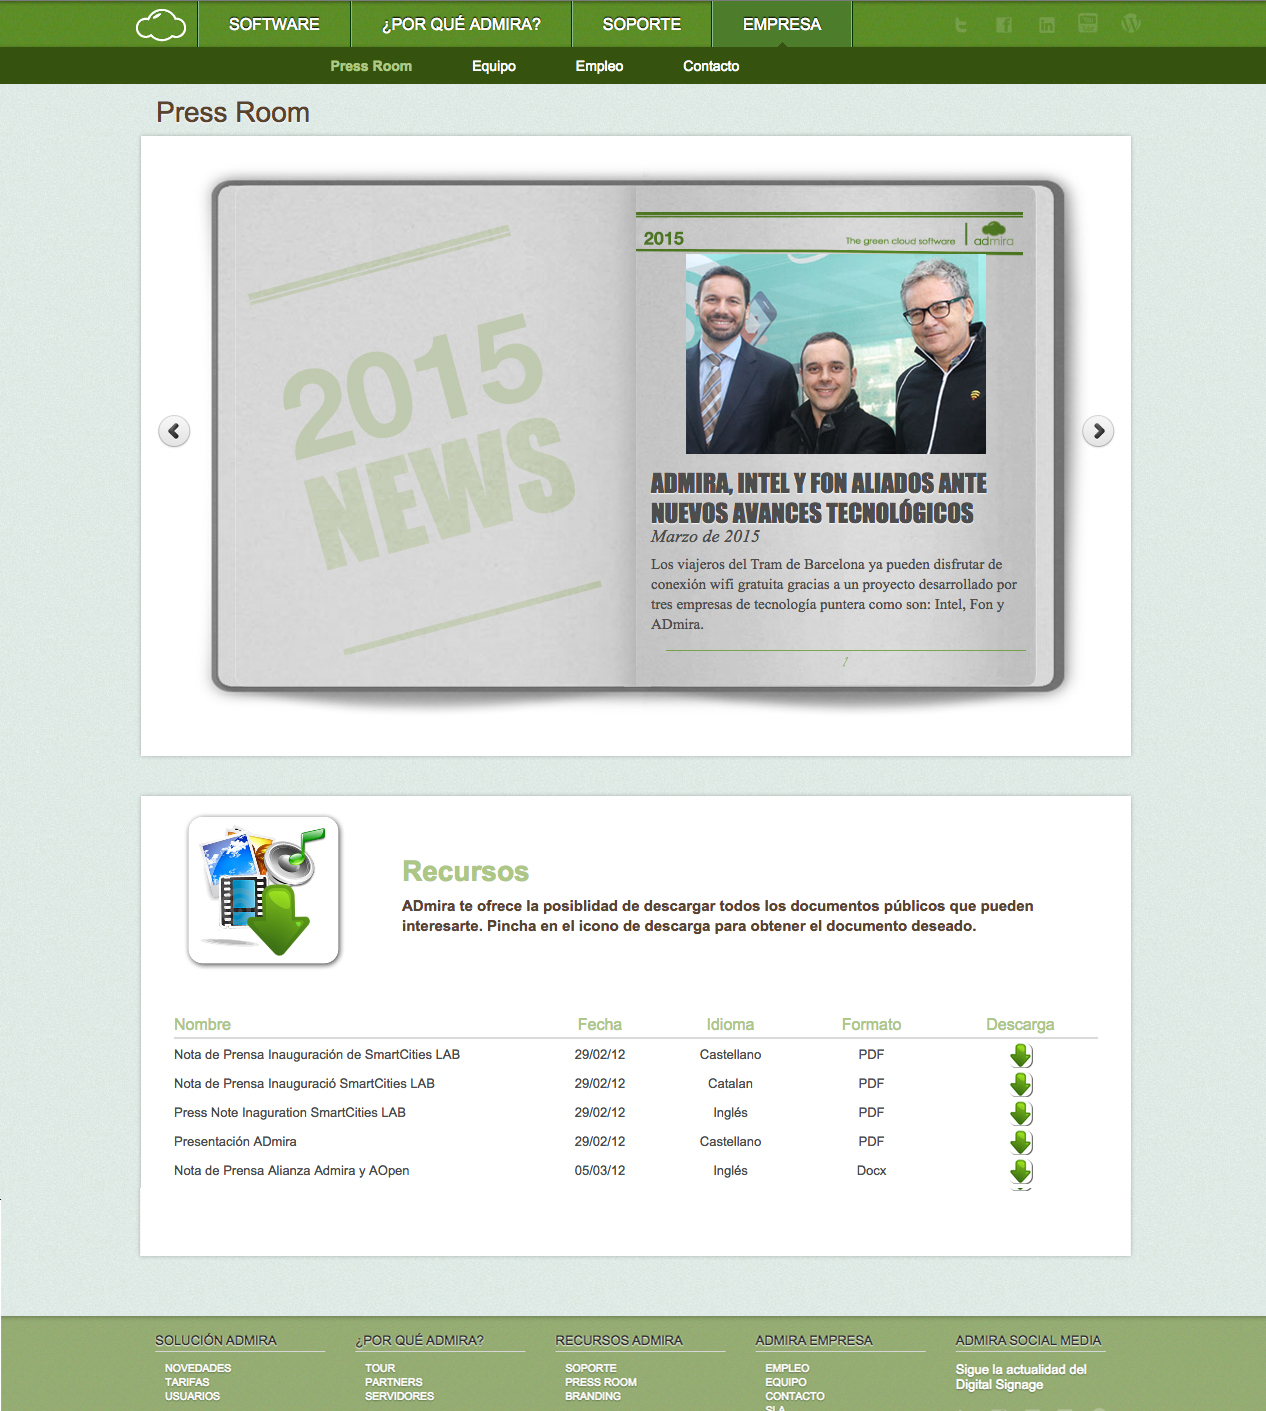 SOFTWARE
¿POR QUÉ ADMIRA?
SOPORTE
EMPRESA
Press Room
Equipo
Empleo
Contacto
Press Room
2015
NEWS
2015
The green cloud software
admira
ADMIRA, INTEL Y FON ALIADOS ANTE
NUEVOS AVANCES TECNOLÓGICOS
Marzo de 2015
Los viajeros del Tram de Barcelona ya pueden disfrutar de
conexión wifi gratuita gracias a un proyecto desarrollado por
tres empresas de tecnología puntera como son: Intel, Fon y
ADmira.
1
Recursos
ADmira te ofrece la posiblidad de descargar todos los documentos públicos que pueden
interesarte. Pincha en el icono de descarga para obtener el documento deseado.
Nombre Fecha Idioma Formato Descarga
Nota de Prensa Inauguración de SmartCities LAB 29/02/12 Castellano PDF
Nota de Prensa Inauguració SmartCities LAB 29/02/12 Catalan PDF
Press Note Inaguration SmartCities LAB 29/02/12 Inglés PDF
Presentación ADmira 29/02/12 Castellano PDF
Nota de Prensa Alianza Admira y AOpen 05/03/12 Inglés Docx
SOLUCIÓN ADMIRA
NOVEDADES
TARIFAS
USUARIOS
¿POR QUÉ ADMIRA?
TOUR
PARTNERS
SERVIDORES
RECURSOS ADMIRA
SOPORTE
PRESS ROOM
BRANDING
ADMIRA EMPRESA
EMPLEO
EQUIPO
CONTACTO
SLA
ADMIRA SOCIAL MEDIA
Sigue la actualidad del
Digital Signage